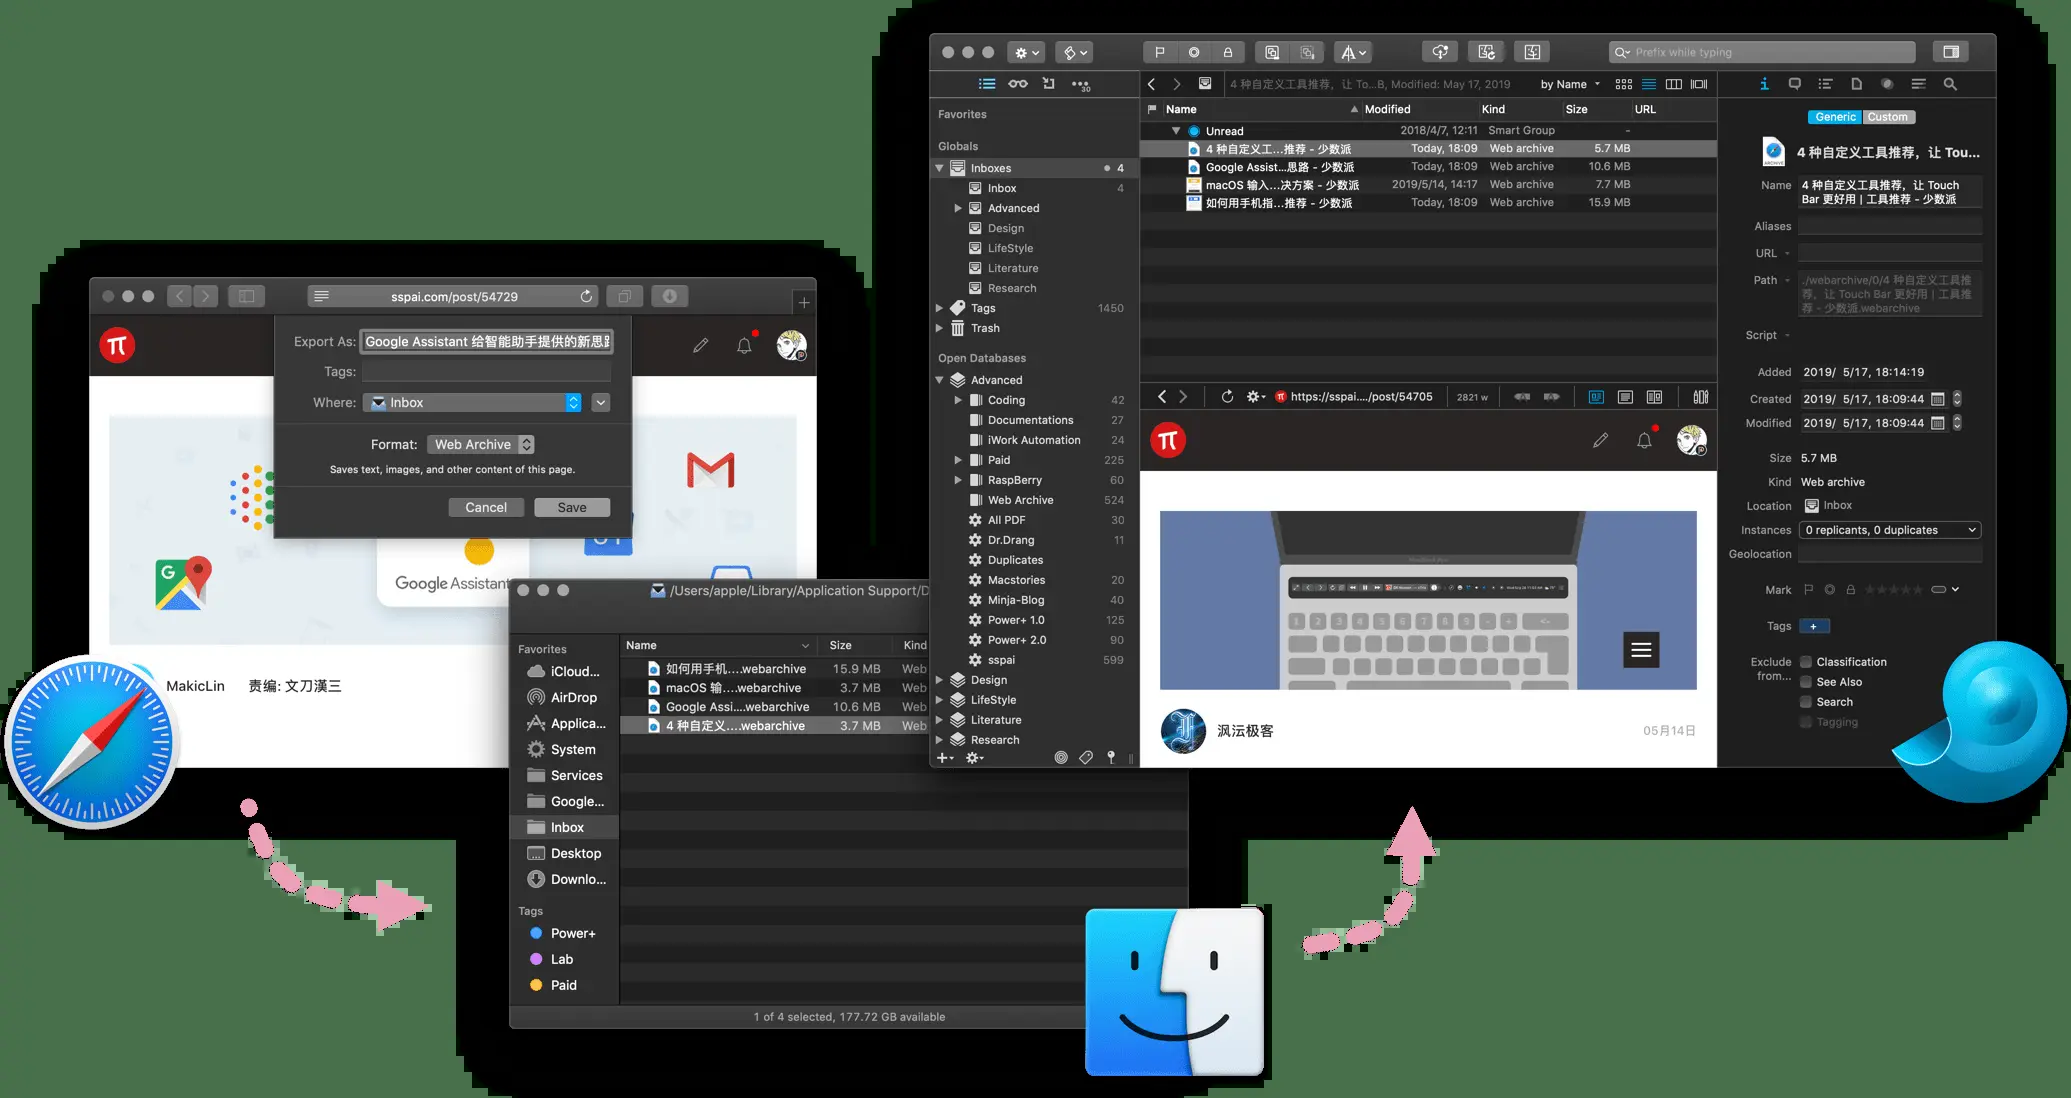 sspai.com/post/54729
Export As: Google Assistant 给智能助手提供的新思路
Tags:
Where: Inbox
Format: Web Archive
Saves text, images, and other content of this page.
Cancel Save
G
Google Assistant
MakicLin 责编: 文刀漢三
/Users/apple/Library/Application Support/D
Favorites
iCloud...
AirDrop
Applica...
System
Services
Google...
Inbox
Desktop
Downlo...
Tags
Power+
Lab
Paid
Name Size Kind
如何用手机....webarchive 15.9 MB Web
macOS 输....webarchive 3.7 MB Web
Google Assi....webarchive 10.6 MB Web
4 种自定义....webarchive 3.7 MB Web
1 of 4 selected, 177.72 GB available
Prefix while typing
30
4 种自定义工具推荐，让 To...B, Modified: May 17, 2019
by Name
Favorites
Globals
Inboxes 4
Inbox 4
Advanced
Design
LifeStyle
Literature
Research
Tags 1450
Trash
Open Databases
Advanced
Coding 42
Documentations 27
iWork Automation 24
Paid 225
RaspBerry 60
Web Archive 524
All PDF 30
Dr.Drang 11
Duplicates
Macstories 20
Minja-Blog 40
Power+ 1.0 125
Power+ 2.0 90
sspai 599
Design
LifeStyle
Literature
Research
Name Modified Kind Size URL
Unread 2018/4/7, 12:11 Smart Group -
4 种自定义工...推荐 - 少数派 Today, 18:09 Web archive 5.7 MB
Google Assist...思路 - 少数派 Today, 18:09 Web archive 10.6 MB
macOS 输入...决方案 - 少数派 2019/5/14, 14:17 Web archive 7.7 MB
如何用手机指...推荐 - 少数派 Today, 18:09 Web archive 15.9 MB
https://sspai..../post/54705 2821 w
沨沄极客 05月14日
Generic Custom
4 种自定义工具推荐，让 Tou...
Name 4 种自定义工具推荐，让 Touch
Bar 更好用 | 工具推荐 - 少数派
Aliases
URL
Path ./webarchive/0/4 种自定义工具推
荐，让 Touch Bar 更好用 | 工具推
荐 - 少数派.webarchive
Script
Added 2019/ 5/17, 18:14:19
Created 2019/ 5/17, 18:09:44
Modified 2019/ 5/17, 18:09:44
Size 5.7 MB
Kind Web archive
Location Inbox
Instances 0 replicants, 0 duplicates
Geolocation
Mark
Tags +
Exclude from... Classification
See Also
Search
Tagging